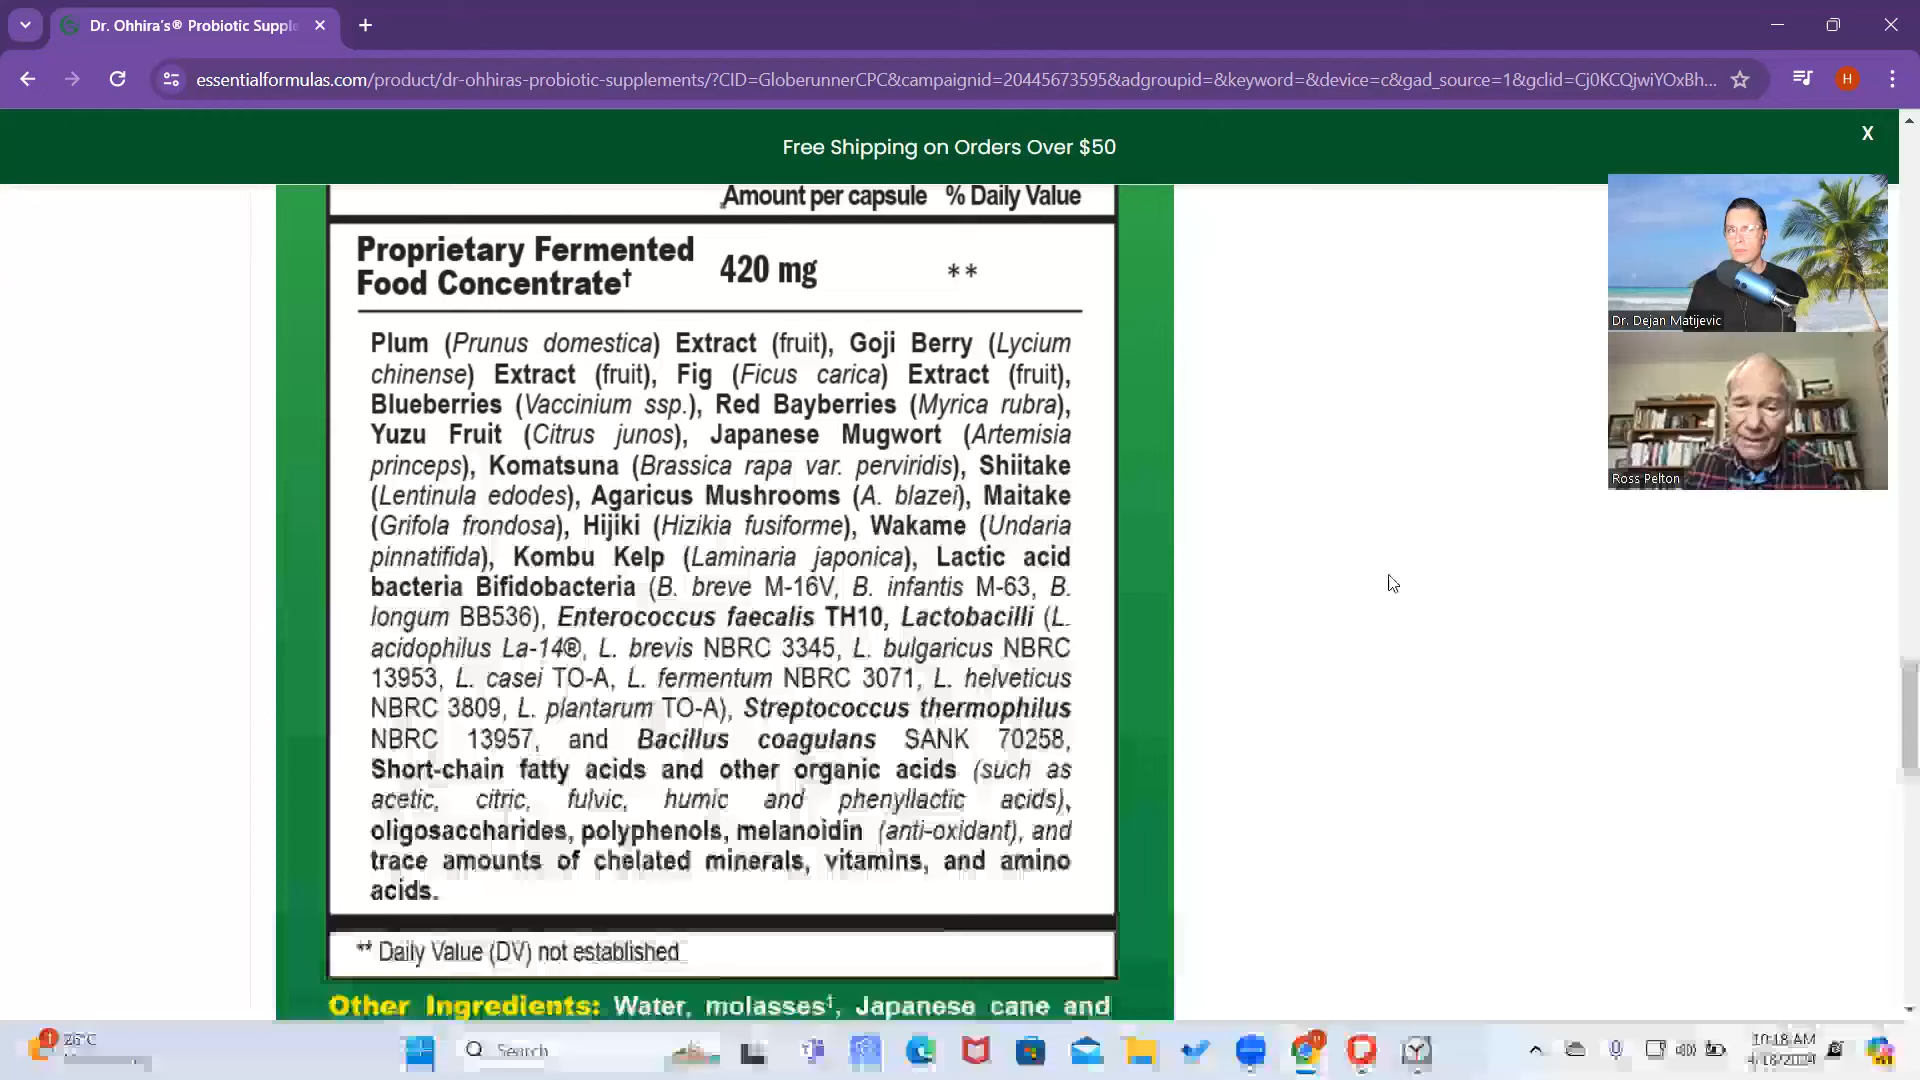 Dr. Ohhira's® Probiotic Supple
essentialformulas.com/product/dr-ohhiras-probiotic-supplements/?CID=GloberunnerCPC&campaignid=20445673595&adgroupid=&keyword=&device=c&gad_source=1&gclid=Cj0KCQjwiYOxBh...
H
Free Shipping on Orders Over $50
X
Amount per capsule % Daily Value
Proprietary Fermented
Food Concentrate† 420 mg **
Plum (Prunus domestica) Extract (fruit), Goji Berry (Lycium
chinense) Extract (fruit), Fig (Ficus carica) Extract (fruit),
Blueberries (Vaccinium ssp.), Red Bayberries (Myrica rubra),
Yuzu Fruit (Citrus junos), Japanese Mugwort (Artemisia
princeps), Komatsuna (Brassica rapa var. perviridis), Shiitake
(Lentinula edodes), Agaricus Mushrooms (A. blazei), Maitake
(Grifola frondosa), Hijiki (Hizikia fusiforme), Wakame (Undaria
pinnatifida), Kombu Kelp (Laminaria japonica), Lactic acid
bacteria Bifidobacteria (B. breve M-16V, B. infantis M-63, B.
longum BB536), Enterococcus faecalis TH10, Lactobacilli (L.
acidophilus La-14®, L. brevis NBRC 3345, L. bulgaricus NBRC
13953, L. casei TO-A, L. fermentum NBRC 3071, L. helveticus
NBRC 3809, L. plantarum TO-A), Streptococcus thermophilus
NBRC 13957, and Bacillus coagulans SANK 70258,
Short-chain fatty acids and other organic acids (such as
acetic, citric, fulvic, humic and phenyllactic acids),
oligosaccharides, polyphenols, melanoidin (anti-oxidant), and
trace amounts of chelated minerals, vitamins, and amino
acids.
** Daily Value (DV) not established
Other Ingredients: Water, molasses‡, Japanese cane and
Dr. Dejan Matijevic
Ross Pelton
Search
10:18 AM